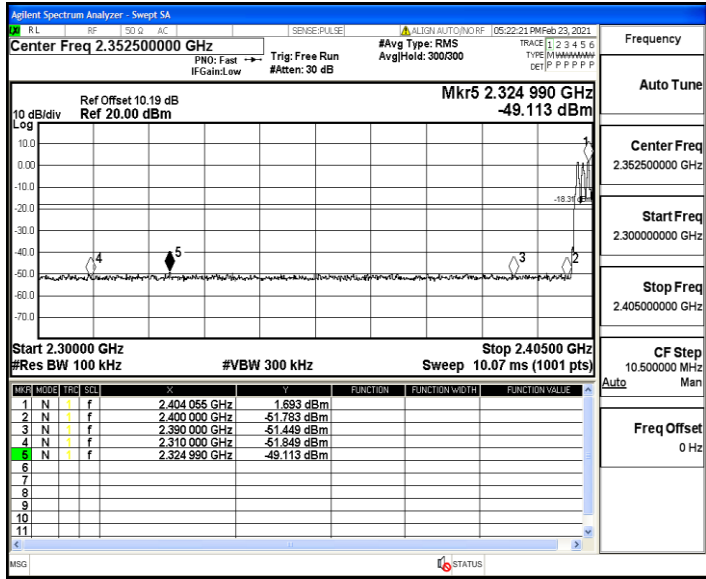 Agilent Spectrum Analyzer - Swept SA
LXI RL RF 50 Ω AC SENSE:PULSE ALIGN AUTO/NO RF 05:22:21 PM Feb 23, 2021
Center Freq 2.352500000 GHz
#Avg Type: RMS TRACE 1 2 3 4 5 6
PNO: Fast Trig: Free Run Avg|Hold: 300/300 TYPE M
IFGain:Low #Atten: 30 dB DET P P P P P P
Frequency
Auto Tune
Center Freq
2.352500000 GHz
Start Freq
2.300000000 GHz
Stop Freq
2.405000000 GHz
CF Step
10.500000 MHz
Auto Man
Freq Offset
0 Hz
Mkr5 2.324 990 GHz
-49.113 dBm
Ref Offset 10.19 dB
10 dB/div Ref 20.00 dBm
Log
10.0
0.00
-10.0
-20.0
-30.0
-40.0
-50.0
-60.0
-70.0
1
-18.31 dBm
4 5 3 2
Start 2.30000 GHz Stop 2.40500 GHz
#Res BW 100 kHz #VBW 300 kHz Sweep 10.07 ms (1001 pts)
MKR MODE TRC SCL X Y FUNCTION FUNCTION WIDTH FUNCTION VALUE
1 N 1 f 2.404 055 GHz 1.693 dBm
2 N 1 f 2.400 000 GHz -51.783 dBm
3 N 1 f 2.390 000 GHz -51.449 dBm
4 N 1 f 2.310 000 GHz -51.849 dBm
5 N 1 f 2.324 990 GHz -49.113 dBm
6
7
8
9
10
11
MSG STATUS